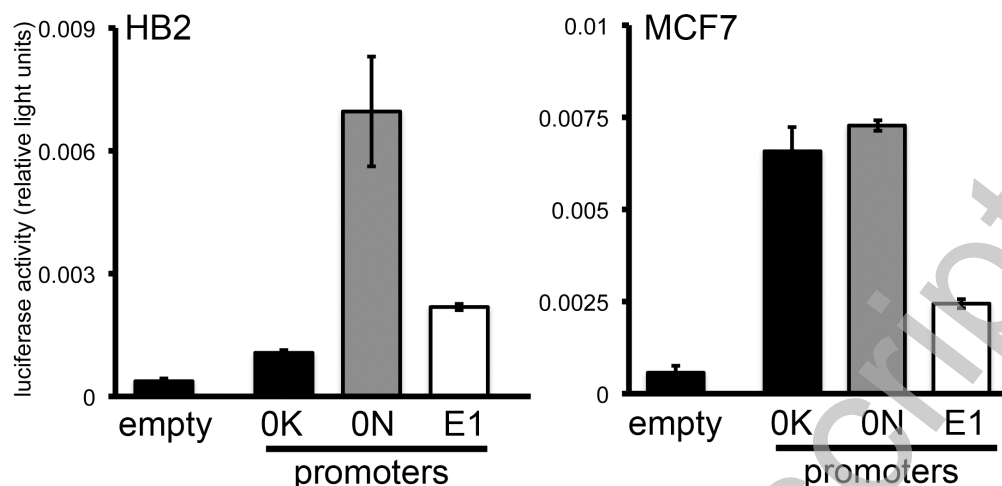 luciferase activity (relative light units)
HB2
0.009
0.006
0.003
0
empty 0K 0N E1
promoters
MCF7
0.01
0.0075
0.005
0.0025
0
empty 0K 0N E1
promoters
cript